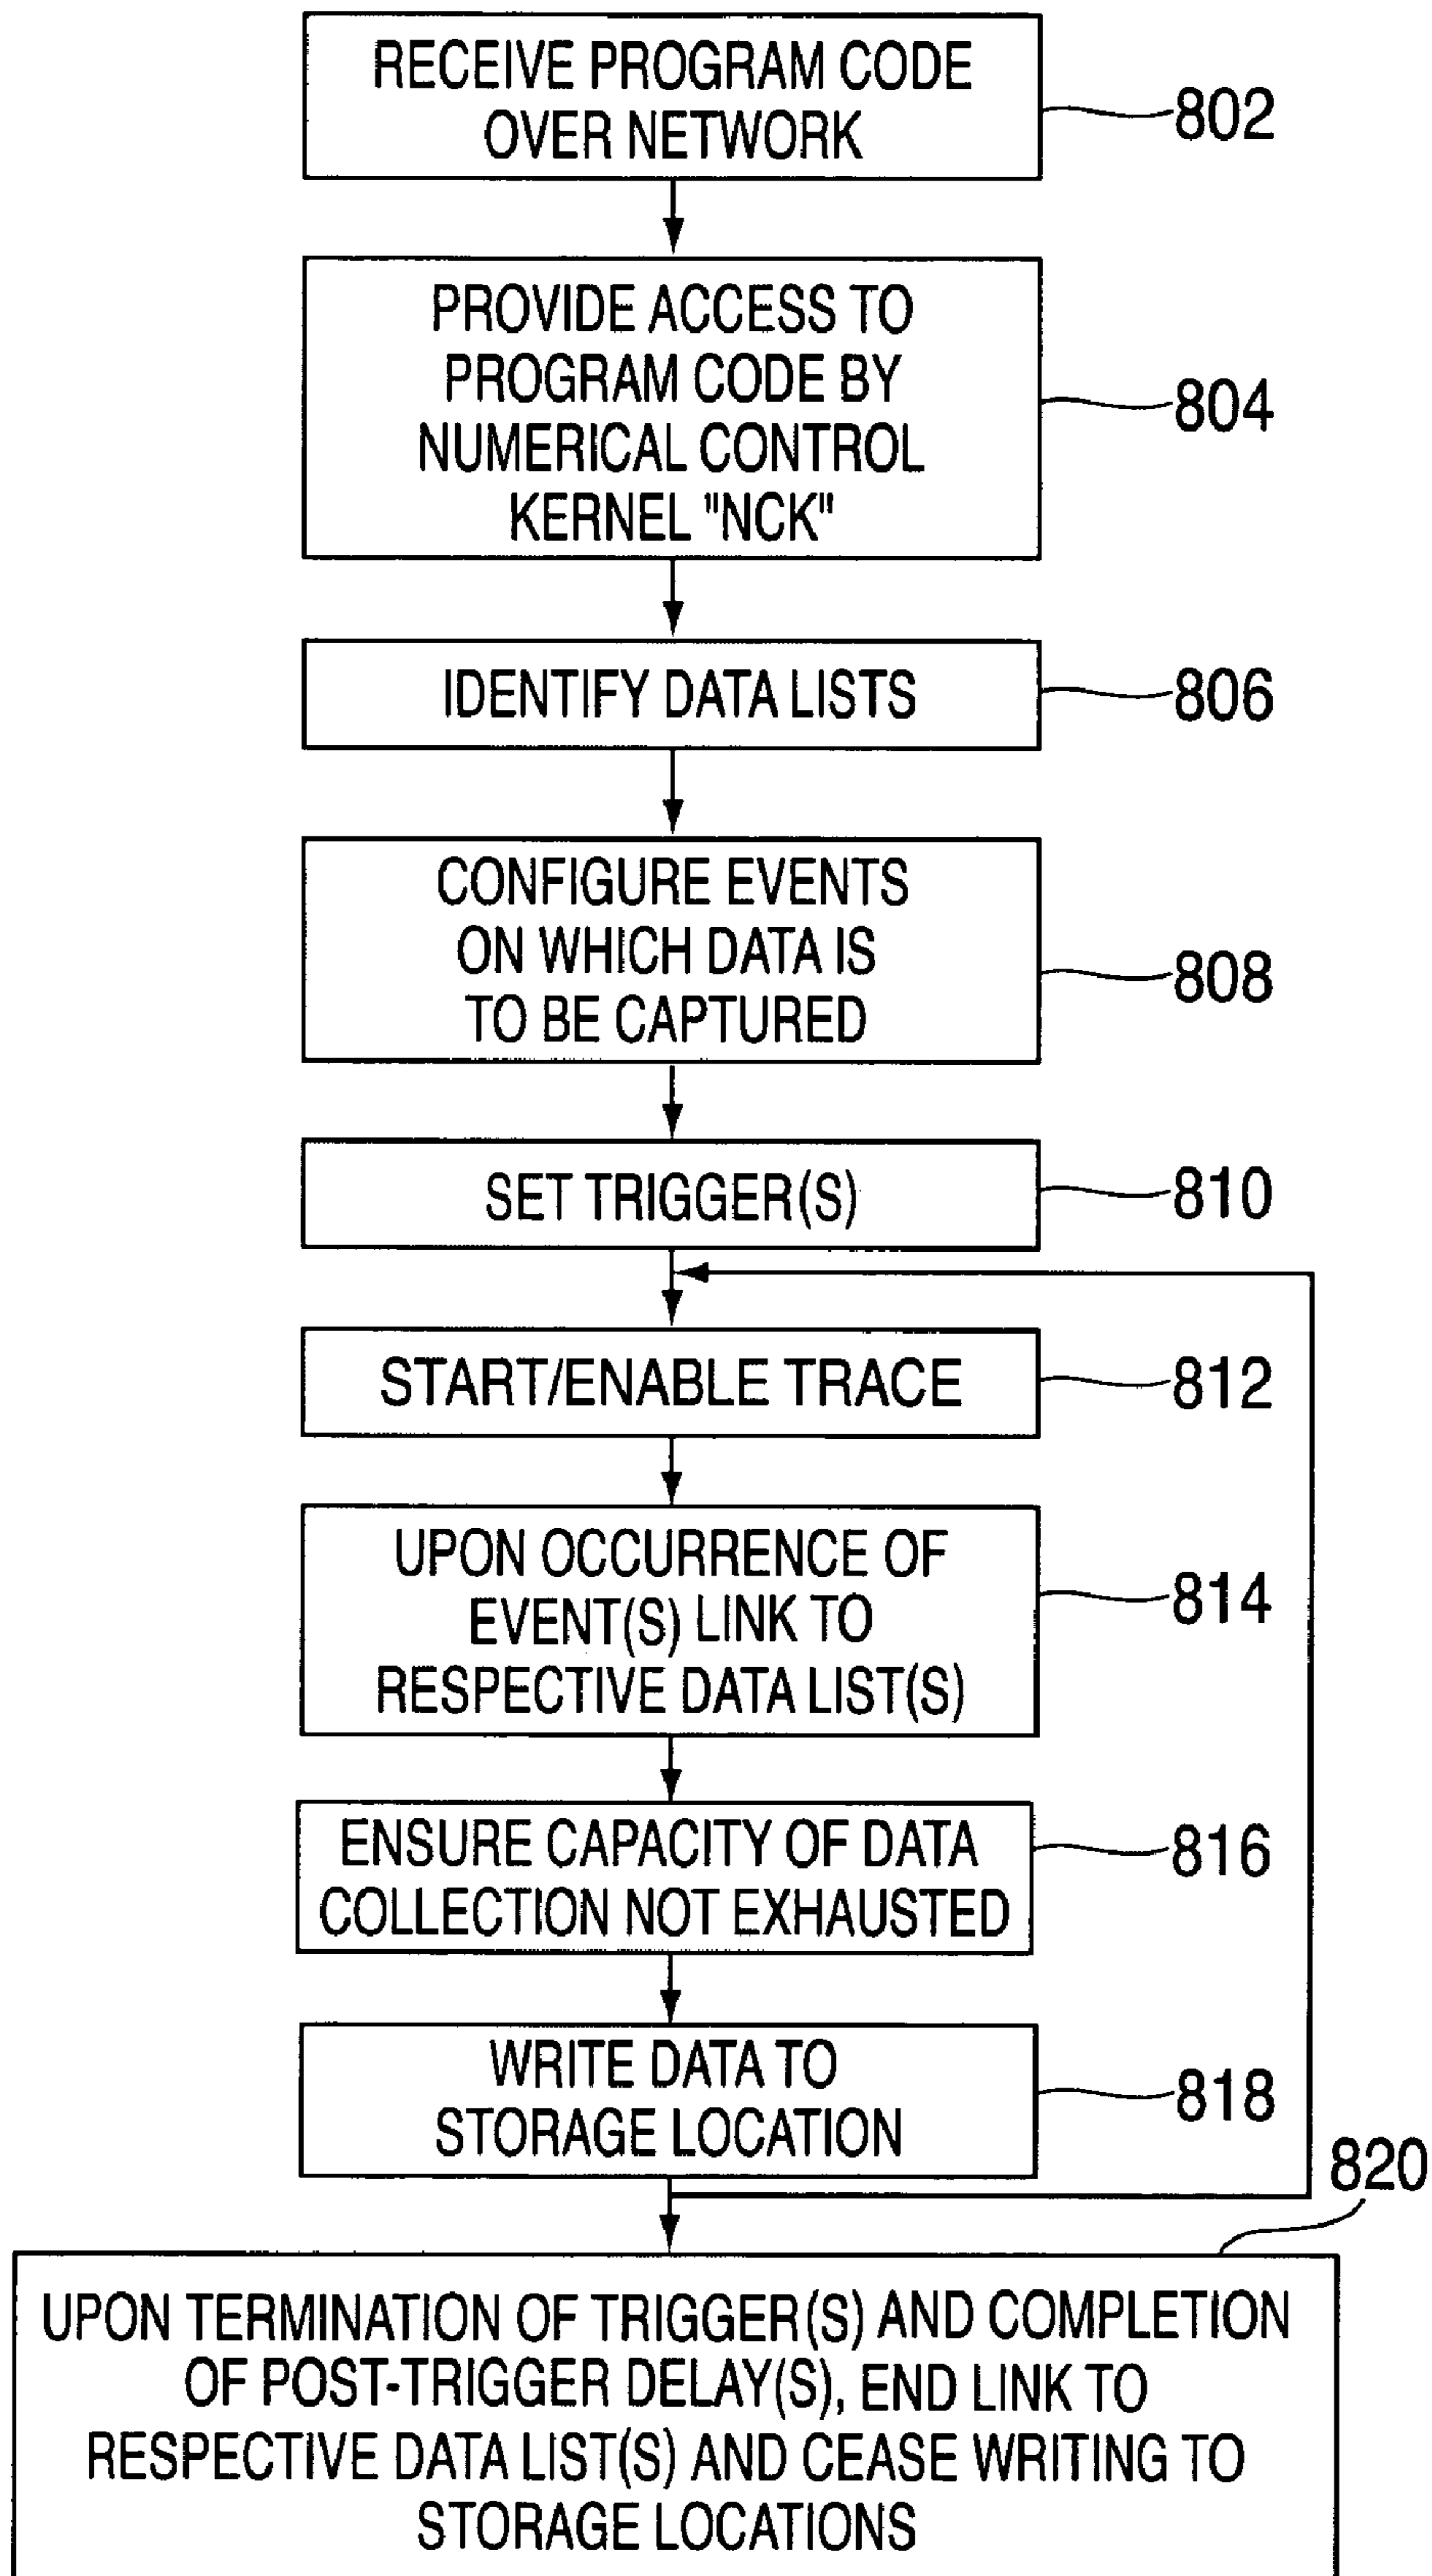 RECEIVE PROGRAM CODE
OVER NETWORK
802
PROVIDE ACCESS TO
PROGRAM CODE BY
NUMERICAL CONTROL
KERNEL "NCK"
804
IDENTIFY DATA LISTS
806
CONFIGURE EVENTS
ON WHICH DATA IS
TO BE CAPTURED
808
SET TRIGGER(S)
810
START/ENABLE TRACE
812
UPON OCCURRENCE OF
EVENT(S) LINK TO
RESPECTIVE DATA LIST(S)
814
ENSURE CAPACITY OF DATA
COLLECTION NOT EXHAUSTED
816
WRITE DATA TO
STORAGE LOCATION
818
820
UPON TERMINATION OF TRIGGER(S) AND COMPLETION
OF POST-TRIGGER DELAY(S), END LINK TO
RESPECTIVE DATA LIST(S) AND CEASE WRITING TO
STORAGE LOCATIONS